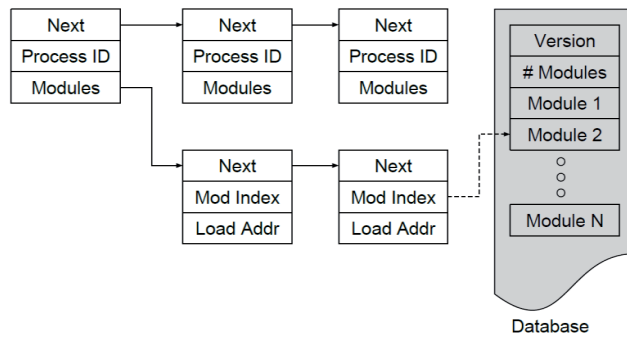 Next
Process ID
Modules
Next
Process ID
Modules
Next
Process ID
Modules
Next
Mod Index
Load Addr
Next
Mod Index
Load Addr
Version
# Modules
Module 1
Module 2
Module N
Database